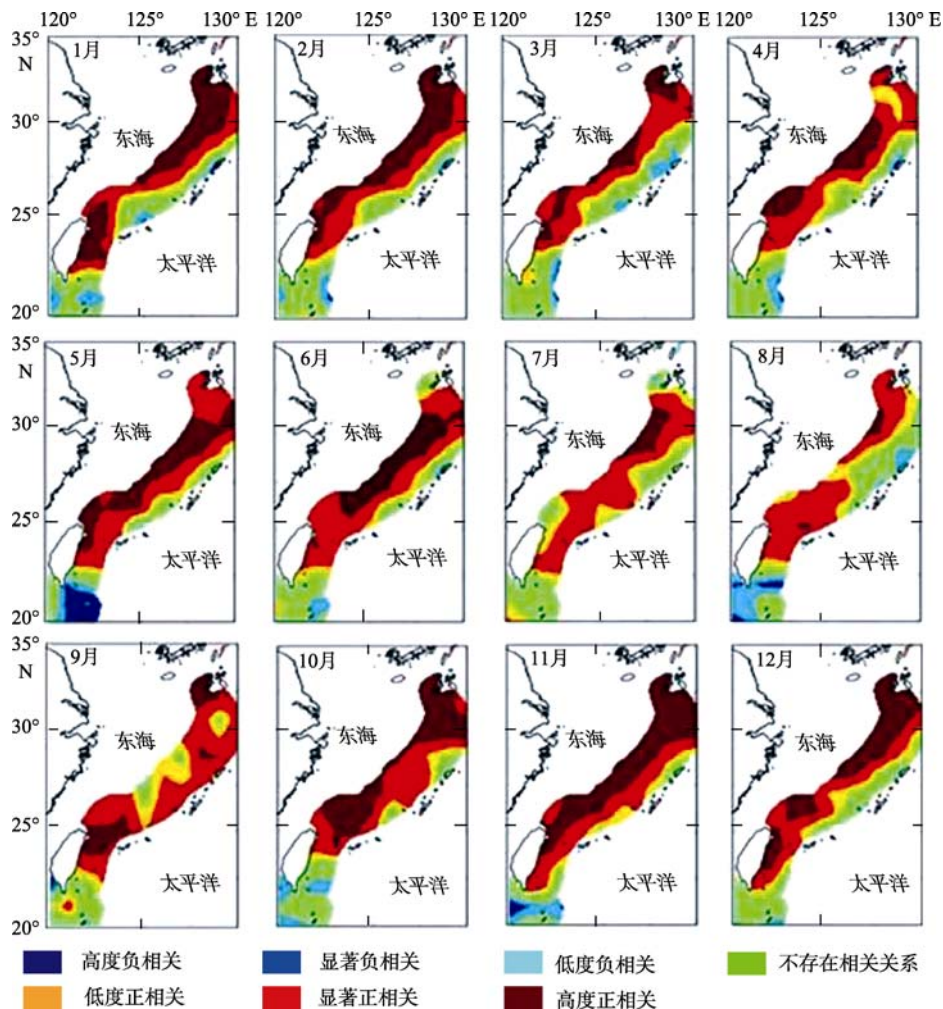 120° 125° 130° E 120° 125° 130° E
35°
N
30°
25°
20°
1月 2月 3月 4月
东海 东海 东海 东海
太平洋 太平洋 太平洋 太平洋
35°
N
30°
25°
20°
5月 6月 7月 8月
东海 东海 东海 东海
太平洋 太平洋 太平洋 太平洋
35°
N
30°
25°
20°
9月 10月 11月 12月
东海 东海 东海 东海
太平洋 太平洋 太平洋 太平洋
高度负相关 显著负相关 低度负相关 不存在相关关系
低度正相关 显著正相关 高度正相关